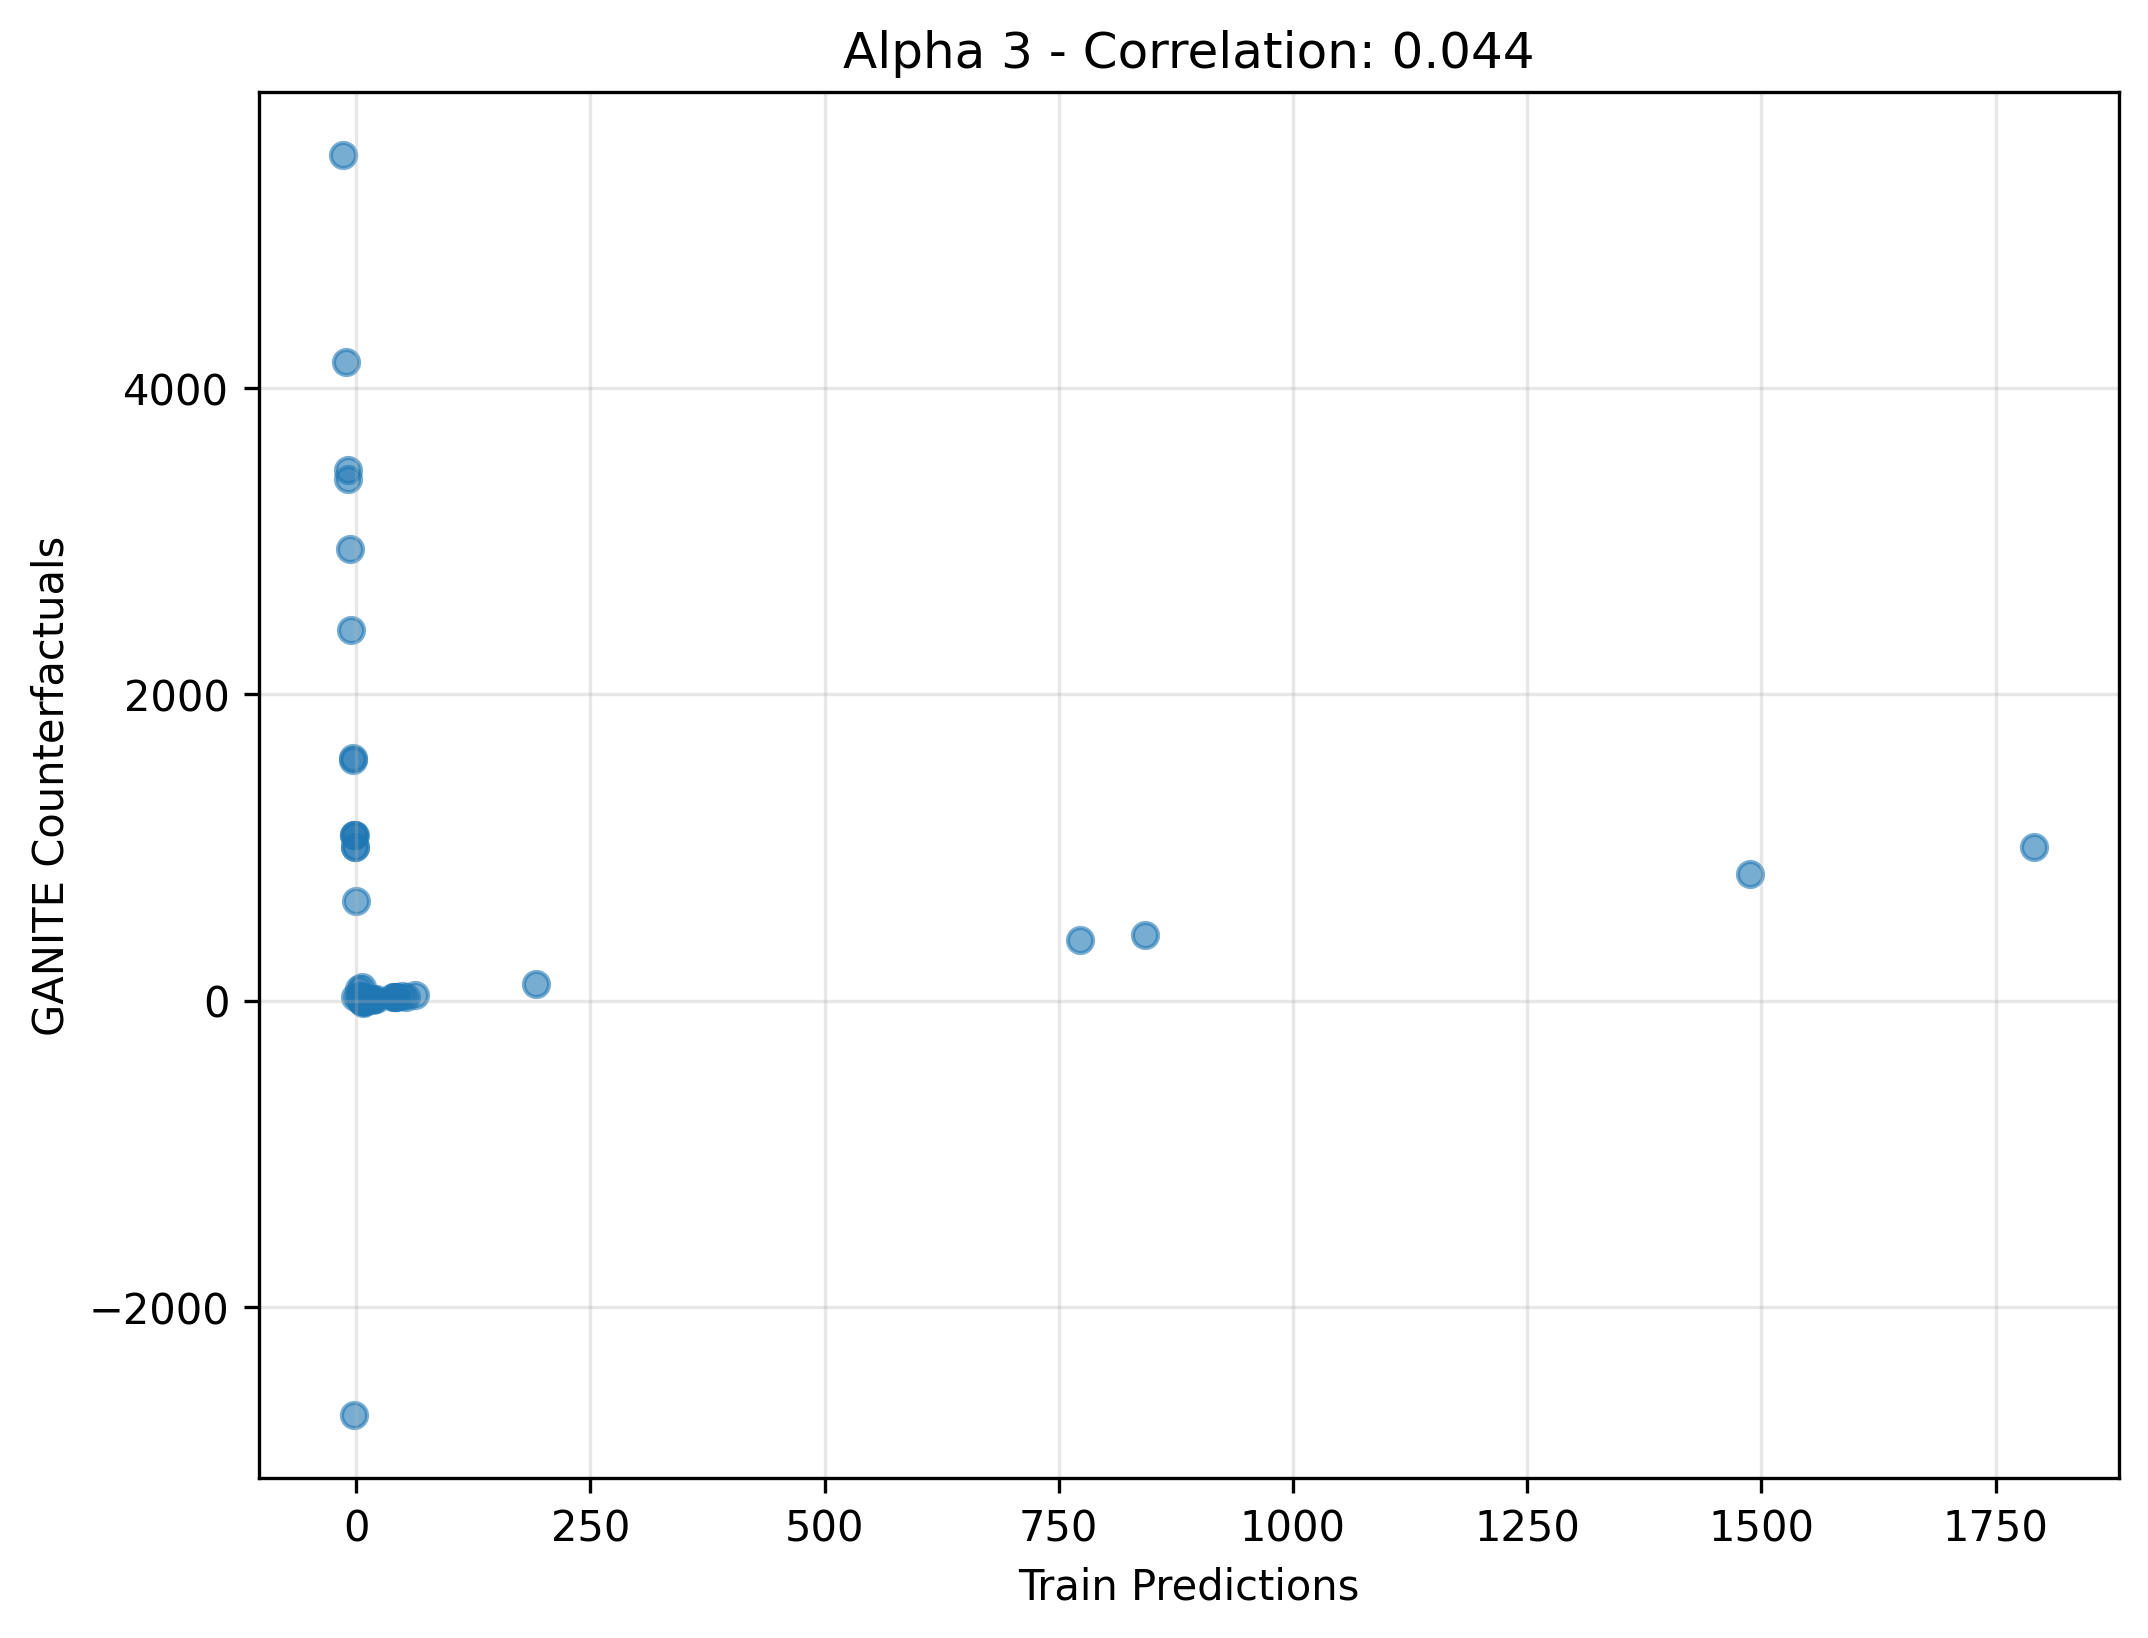 Alpha 3 - Correlation: 0.044
GANITE Counterfactuals
4000
2000
0
−2000
0 250 500 750 1000 1250 1500 1750
Train Predictions